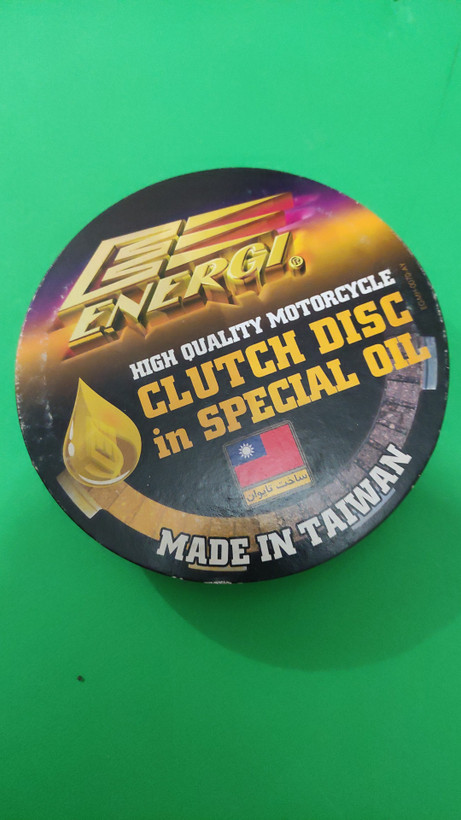 ENERGI
HIGH QUALITY MOTORCYCLE
CLUTCH DISC
in SPECIAL OIL
ساخت تایوان
MADE IN TAIWAN